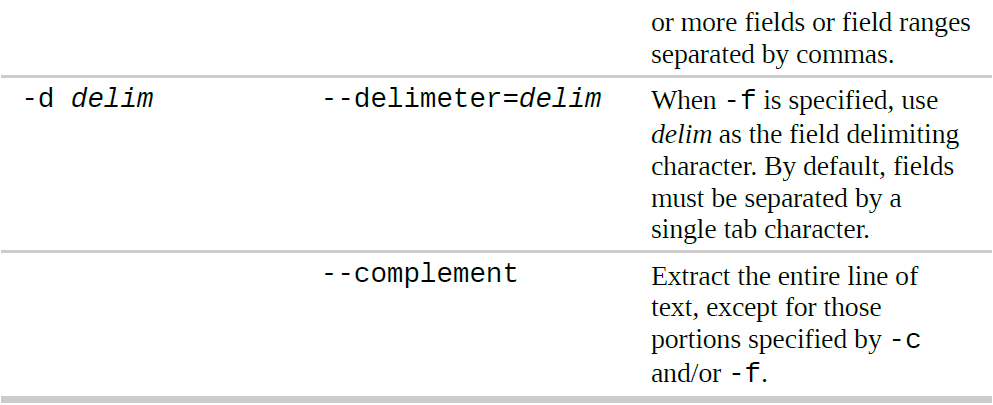 or more fields or field ranges
separated by commas.
-d delim --delimeter=delim When -f is specified, use
delim as the field delimiting
character. By default, fields
must be separated by a
single tab character.
--complement Extract the entire line of
text, except for those
portions specified by -c
and/or -f.